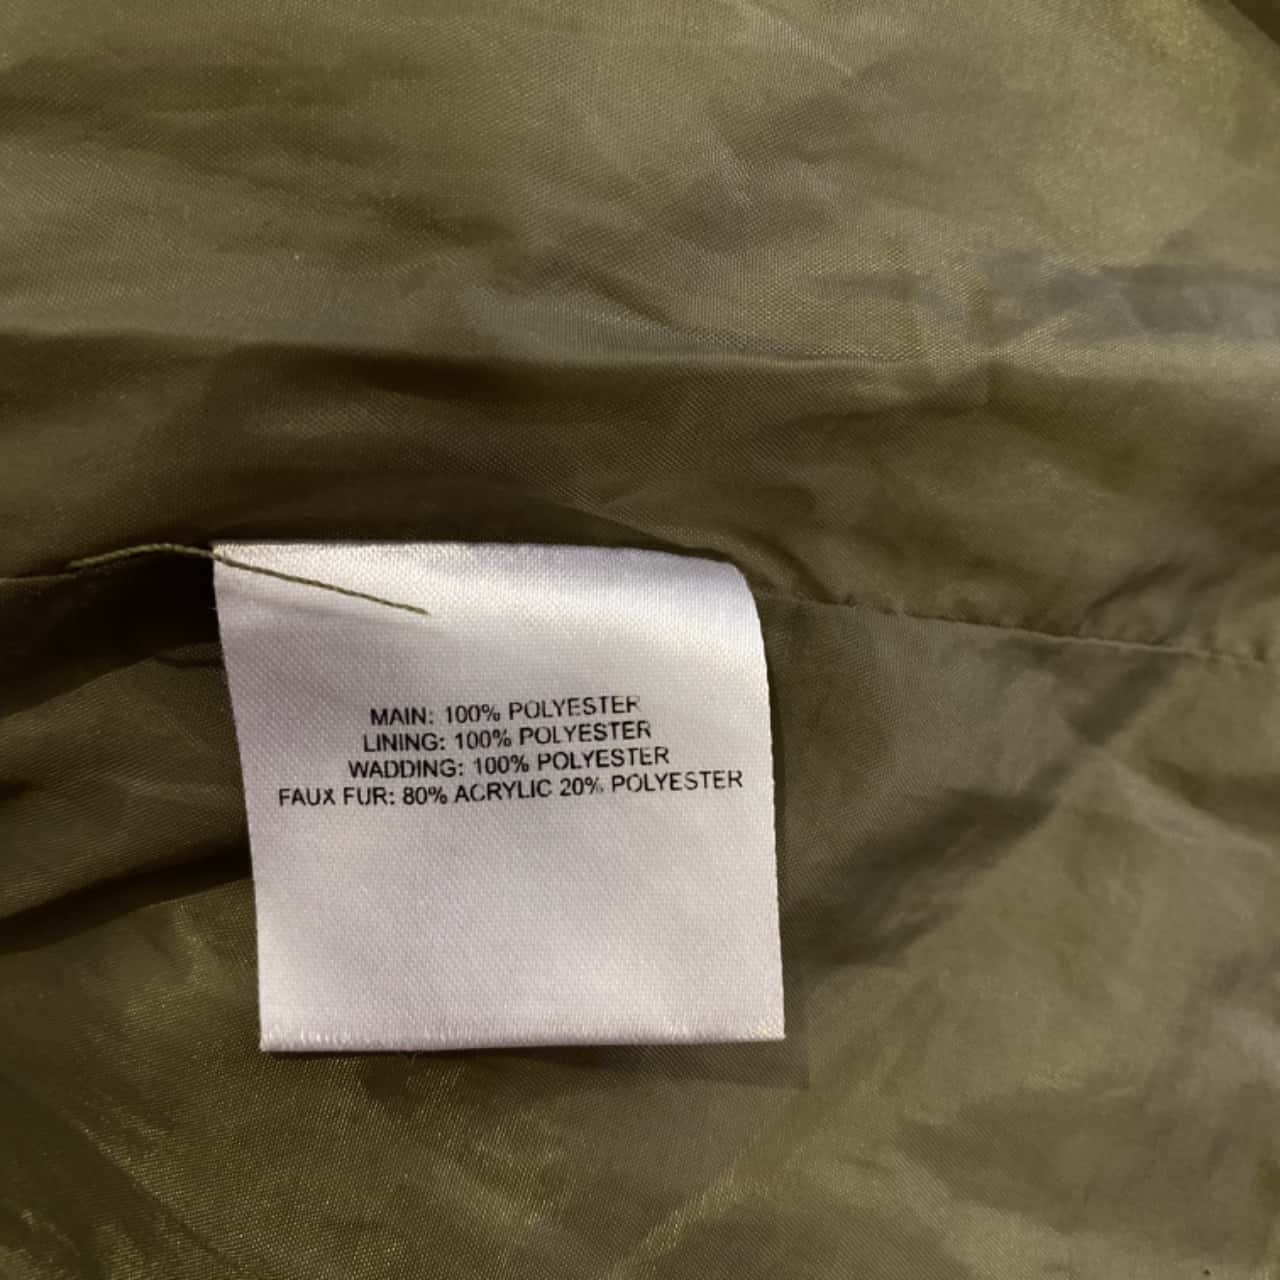 MAIN: 100% POLYESTER
LINING: 100% POLYESTER
WADDING: 100% POLYESTER
FAUX FUR: 80% ACRYLIC 20% POLYESTER